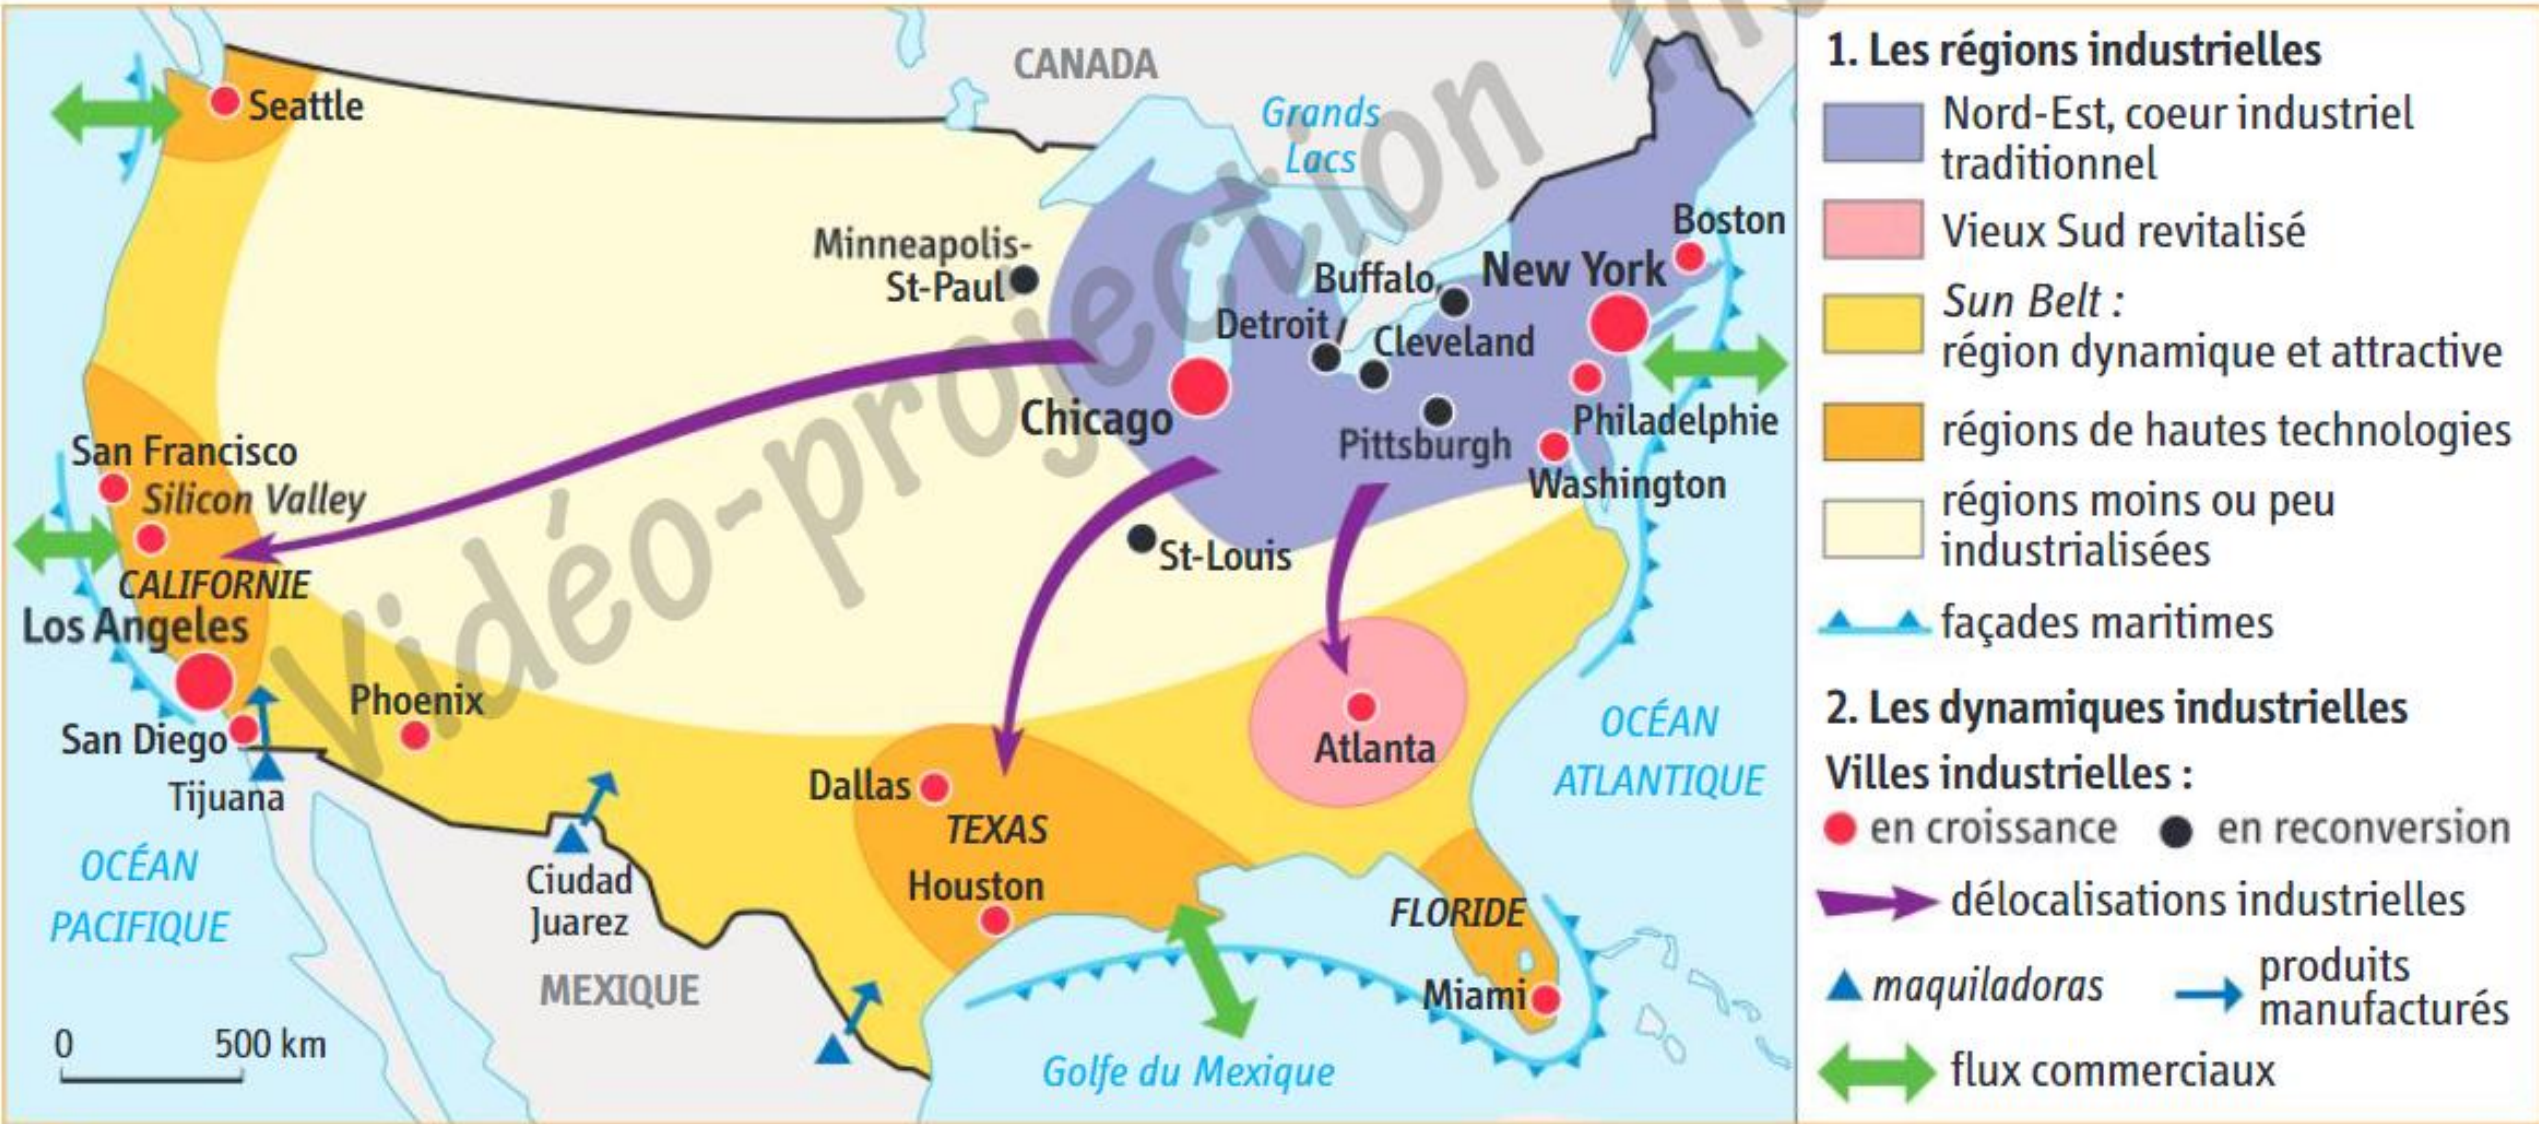 CANADA
Seattle
Grands
Lacs
Minneapolis-
St-Paul
Boston
New York
Buffalo
Detroit
Cleveland
Chicago
Pittsburgh
Philadelphie
Washington
St-Louis
San Francisco
Silicon Valley
CALIFORNIE
Los Angeles
San Diego
Phoenix
Tijuana
Ciudad
Juarez
Dallas
TEXAS
Houston
Atlanta
FLORIDE
Miami
OCÉAN
ATLANTIQUE
OCÉAN
PACIFIQUE
MEXIQUE
Golfe du Mexique
0 500 km
Vidéo-projection
1. Les régions industrielles
Nord-Est, coeur industriel
traditionnel
Vieux Sud revitalisé
Sun Belt :
région dynamique et attractive
régions de hautes technologies
régions moins ou peu
industrialisées
façades maritimes
2. Les dynamiques industrielles
Villes industrielles :
en croissance en reconversion
délocalisations industrielles
maquiladoras
produits
manufacturés
flux commerciaux